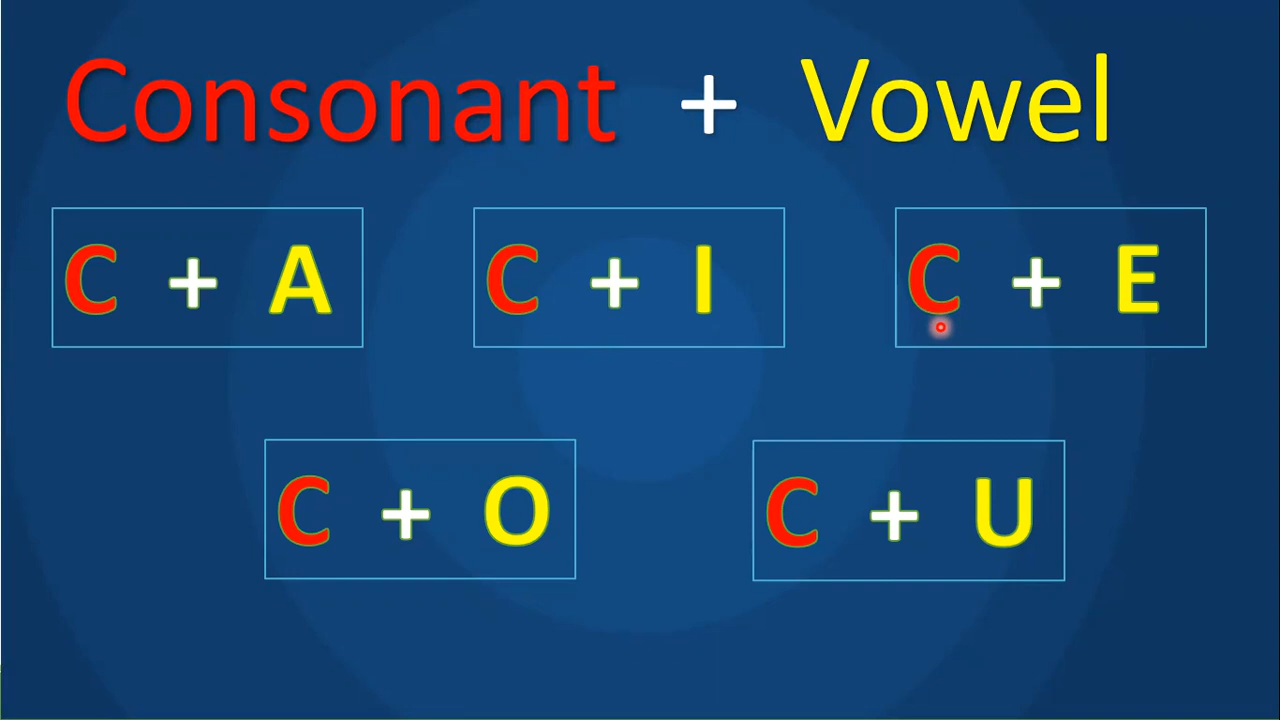 Consonant + Vowel
C + A C + I C + E
C + O C + U